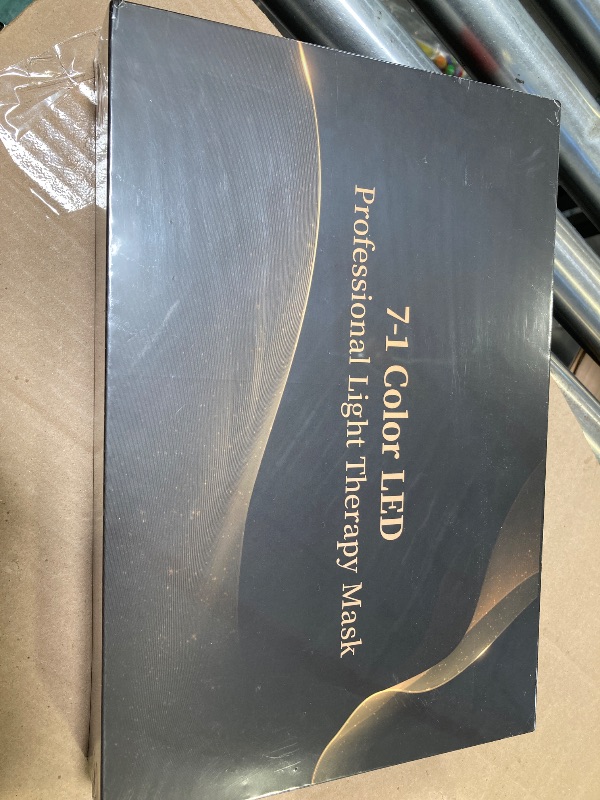 7-1 Color LED
Professional Light Therapy Mask